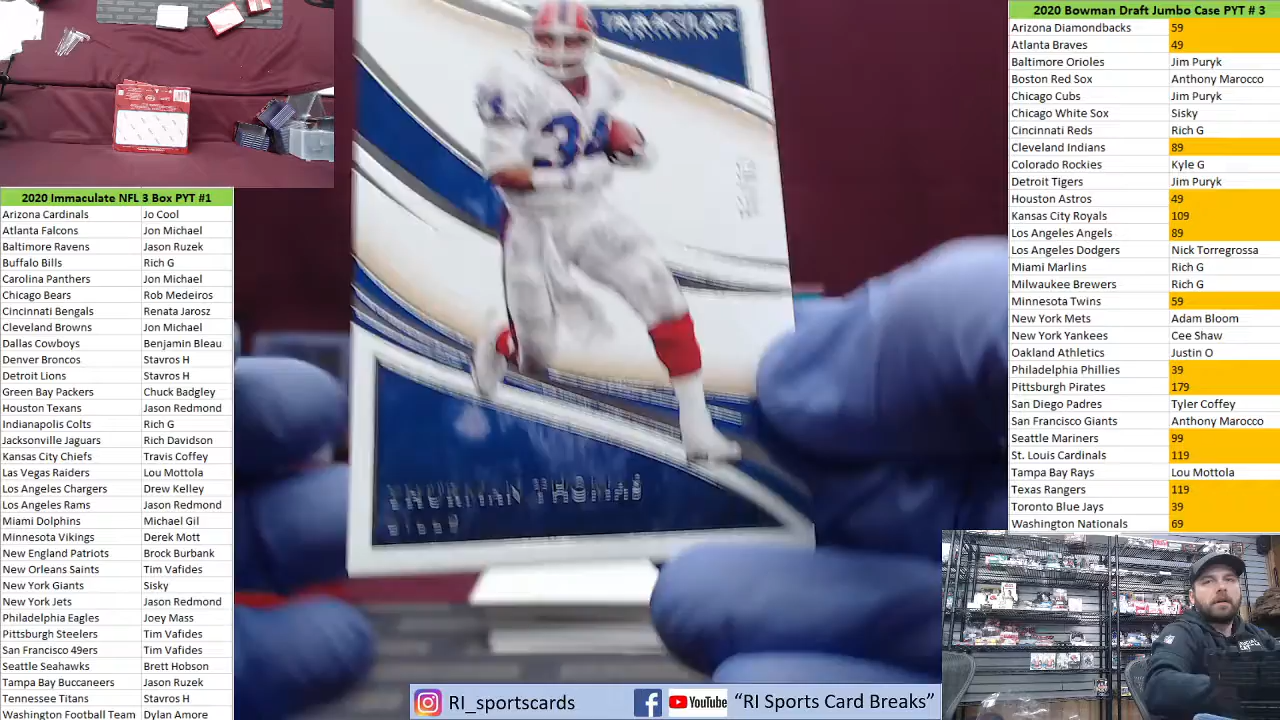 2020 Immaculate NFL 3 Box PYT #1
Arizona Cardinals Jo Cool
Atlanta Falcons Jon Michael
Baltimore Ravens Jason Ruzek
Buffalo Bills Rich G
Carolina Panthers Jon Michael
Chicago Bears Rob Medeiros
Cincinnati Bengals Renata Jarosz
Cleveland Browns Jon Michael
Dallas Cowboys Benjamin Bleau
Denver Broncos Stavros H
Detroit Lions Stavros H
Green Bay Packers Chuck Badgley
Houston Texans Jason Redmond
Indianapolis Colts Rich G
Jacksonville Jaguars Rich Davidson
Kansas City Chiefs Travis Coffey
Las Vegas Raiders Lou Mottola
Los Angeles Chargers Drew Kelley
Los Angeles Rams Jason Redmond
Miami Dolphins Michael Gil
Minnesota Vikings Derek Mott
New England Patriots Brock Burbank
New Orleans Saints Tim Vafides
New York Giants Sisky
New York Jets Jason Redmond
Philadelphia Eagles Joey Mass
Pittsburgh Steelers Tim Vafides
San Francisco 49ers Tim Vafides
Seattle Seahawks Brett Hobson
Tampa Bay Buccaneers Jason Ruzek
Tennessee Titans Stavros H
Washington Football Team Dylan Amore
IMMACULATE
34
THURMAN THOMAS
BILLS
RI_sportscards
YouTube "RI Sports Card Breaks"
2020 Bowman Draft Jumbo Case PYT # 3
Arizona Diamondbacks 59
Atlanta Braves 49
Baltimore Orioles Jim Puryk
Boston Red Sox Anthony Marocco
Chicago Cubs Jim Puryk
Chicago White Sox Sisky
Cincinnati Reds Rich G
Cleveland Indians 89
Colorado Rockies Kyle G
Detroit Tigers Jim Puryk
Houston Astros 49
Kansas City Royals 109
Los Angeles Angels 89
Los Angeles Dodgers Nick Torregrossa
Miami Marlins Rich G
Milwaukee Brewers Rich G
Minnesota Twins 59
New York Mets Adam Bloom
New York Yankees Cee Shaw
Oakland Athletics Justin O
Philadelphia Phillies 39
Pittsburgh Pirates 179
San Diego Padres Tyler Coffey
San Francisco Giants Anthony Marocco
Seattle Mariners 99
St. Louis Cardinals 119
Tampa Bay Rays Lou Mottola
Texas Rangers 119
Toronto Blue Jays 39
Washington Nationals 69